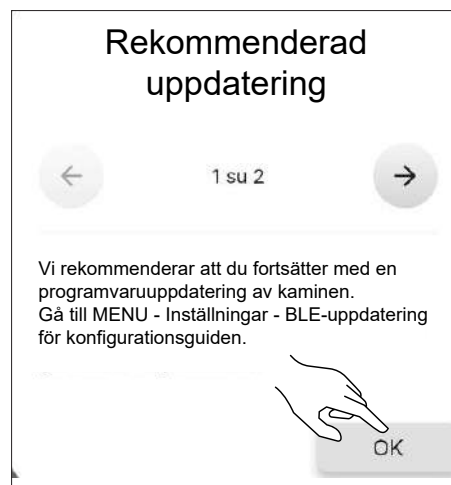 Rekommenderad
uppdatering
1 su 2
Vi rekommenderar att du fortsätter med en
programvaruuppdatering av kaminen.
Gå till MENU - Inställningar - BLE-uppdatering
för konfigurationsguiden.
OK